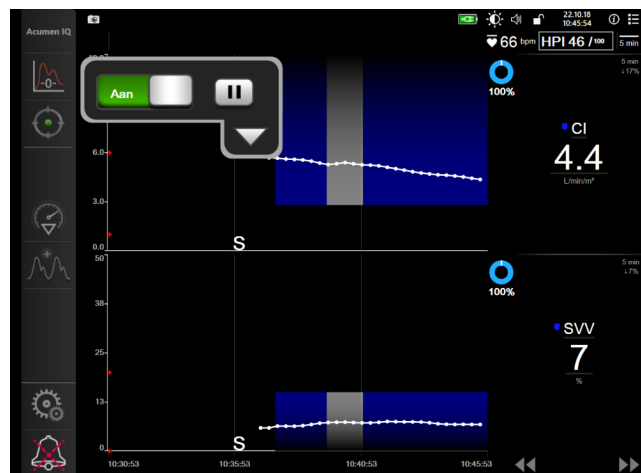 Acumen IQ
22.10.18
10:45:54
66 bpm HPI 46 /100 5 min
Aan
6.0
3.0
0.0
S
100%
5 min
↓17%
CI
4.4
L/min/m²
50
38
25
13
0
S
100%
5 min
↓7%
SVV
7
%
10:30:53 10:35:53 10:40:53 10:45:53
-0-